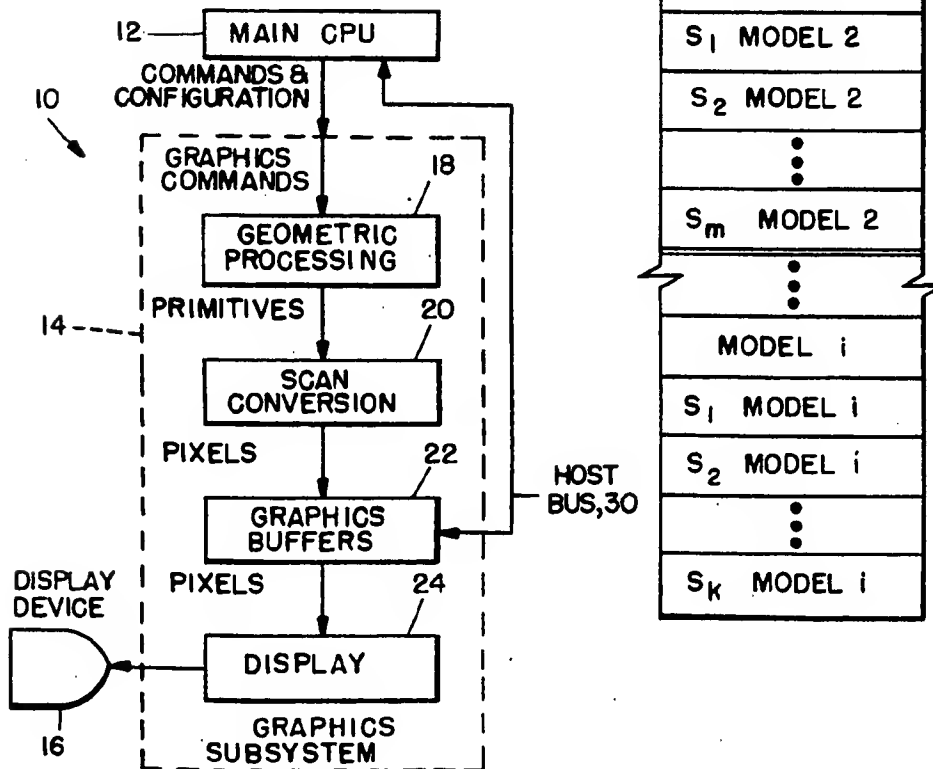 12
MAIN CPU
COMMANDS &
CONFIGURATION
10
GRAPHICS
COMMANDS
18
GEOMETRIC
PROCESSING
PRIMITIVES
20
14
SCAN
CONVERSION
PIXELS
22
HOST
BUS,30
GRAPHICS
BUFFERS
PIXELS
24
DISPLAY
DEVICE
DISPLAY
16
GRAPHICS
SUBSYSTEM
S1 MODEL 2
S2 MODEL 2
Sm MODEL 2
MODEL i
S1 MODEL i
S2 MODEL i
Sk MODEL i